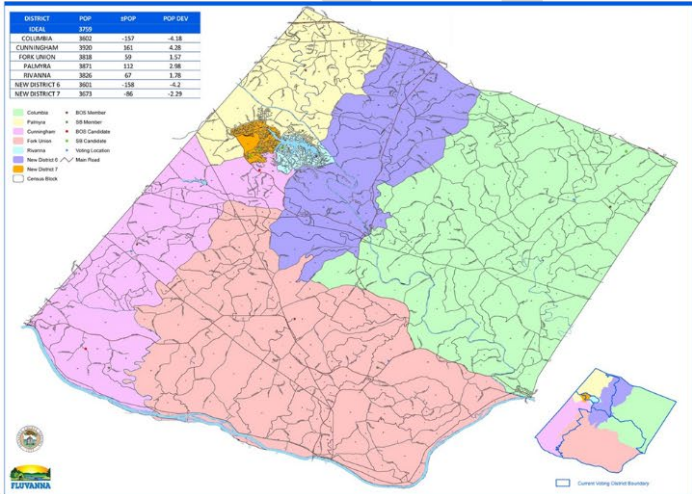 DISTRICT POP ±POP POP DEV
IDEAL 3759
COLUMBIA 3602 -157 -4.18
CUNNINGHAM 3920 161 4.28
FORK UNION 3818 59 1.57
PALMYRA 3871 112 2.98
RIVANNA 3826 67 1.78
NEW DISTRICT 6 3601 -158 -4.2
NEW DISTRICT 7 3673 -86 -2.29
Columbia BOS Member
Palmyra SB Member
Cunningham BOS Candidate
Fork Union SB Candidate
Rivanna Voting Location
New District 6 Main Road
New District 7
Census Block
FLUVANNA
Current Voting District Boundary